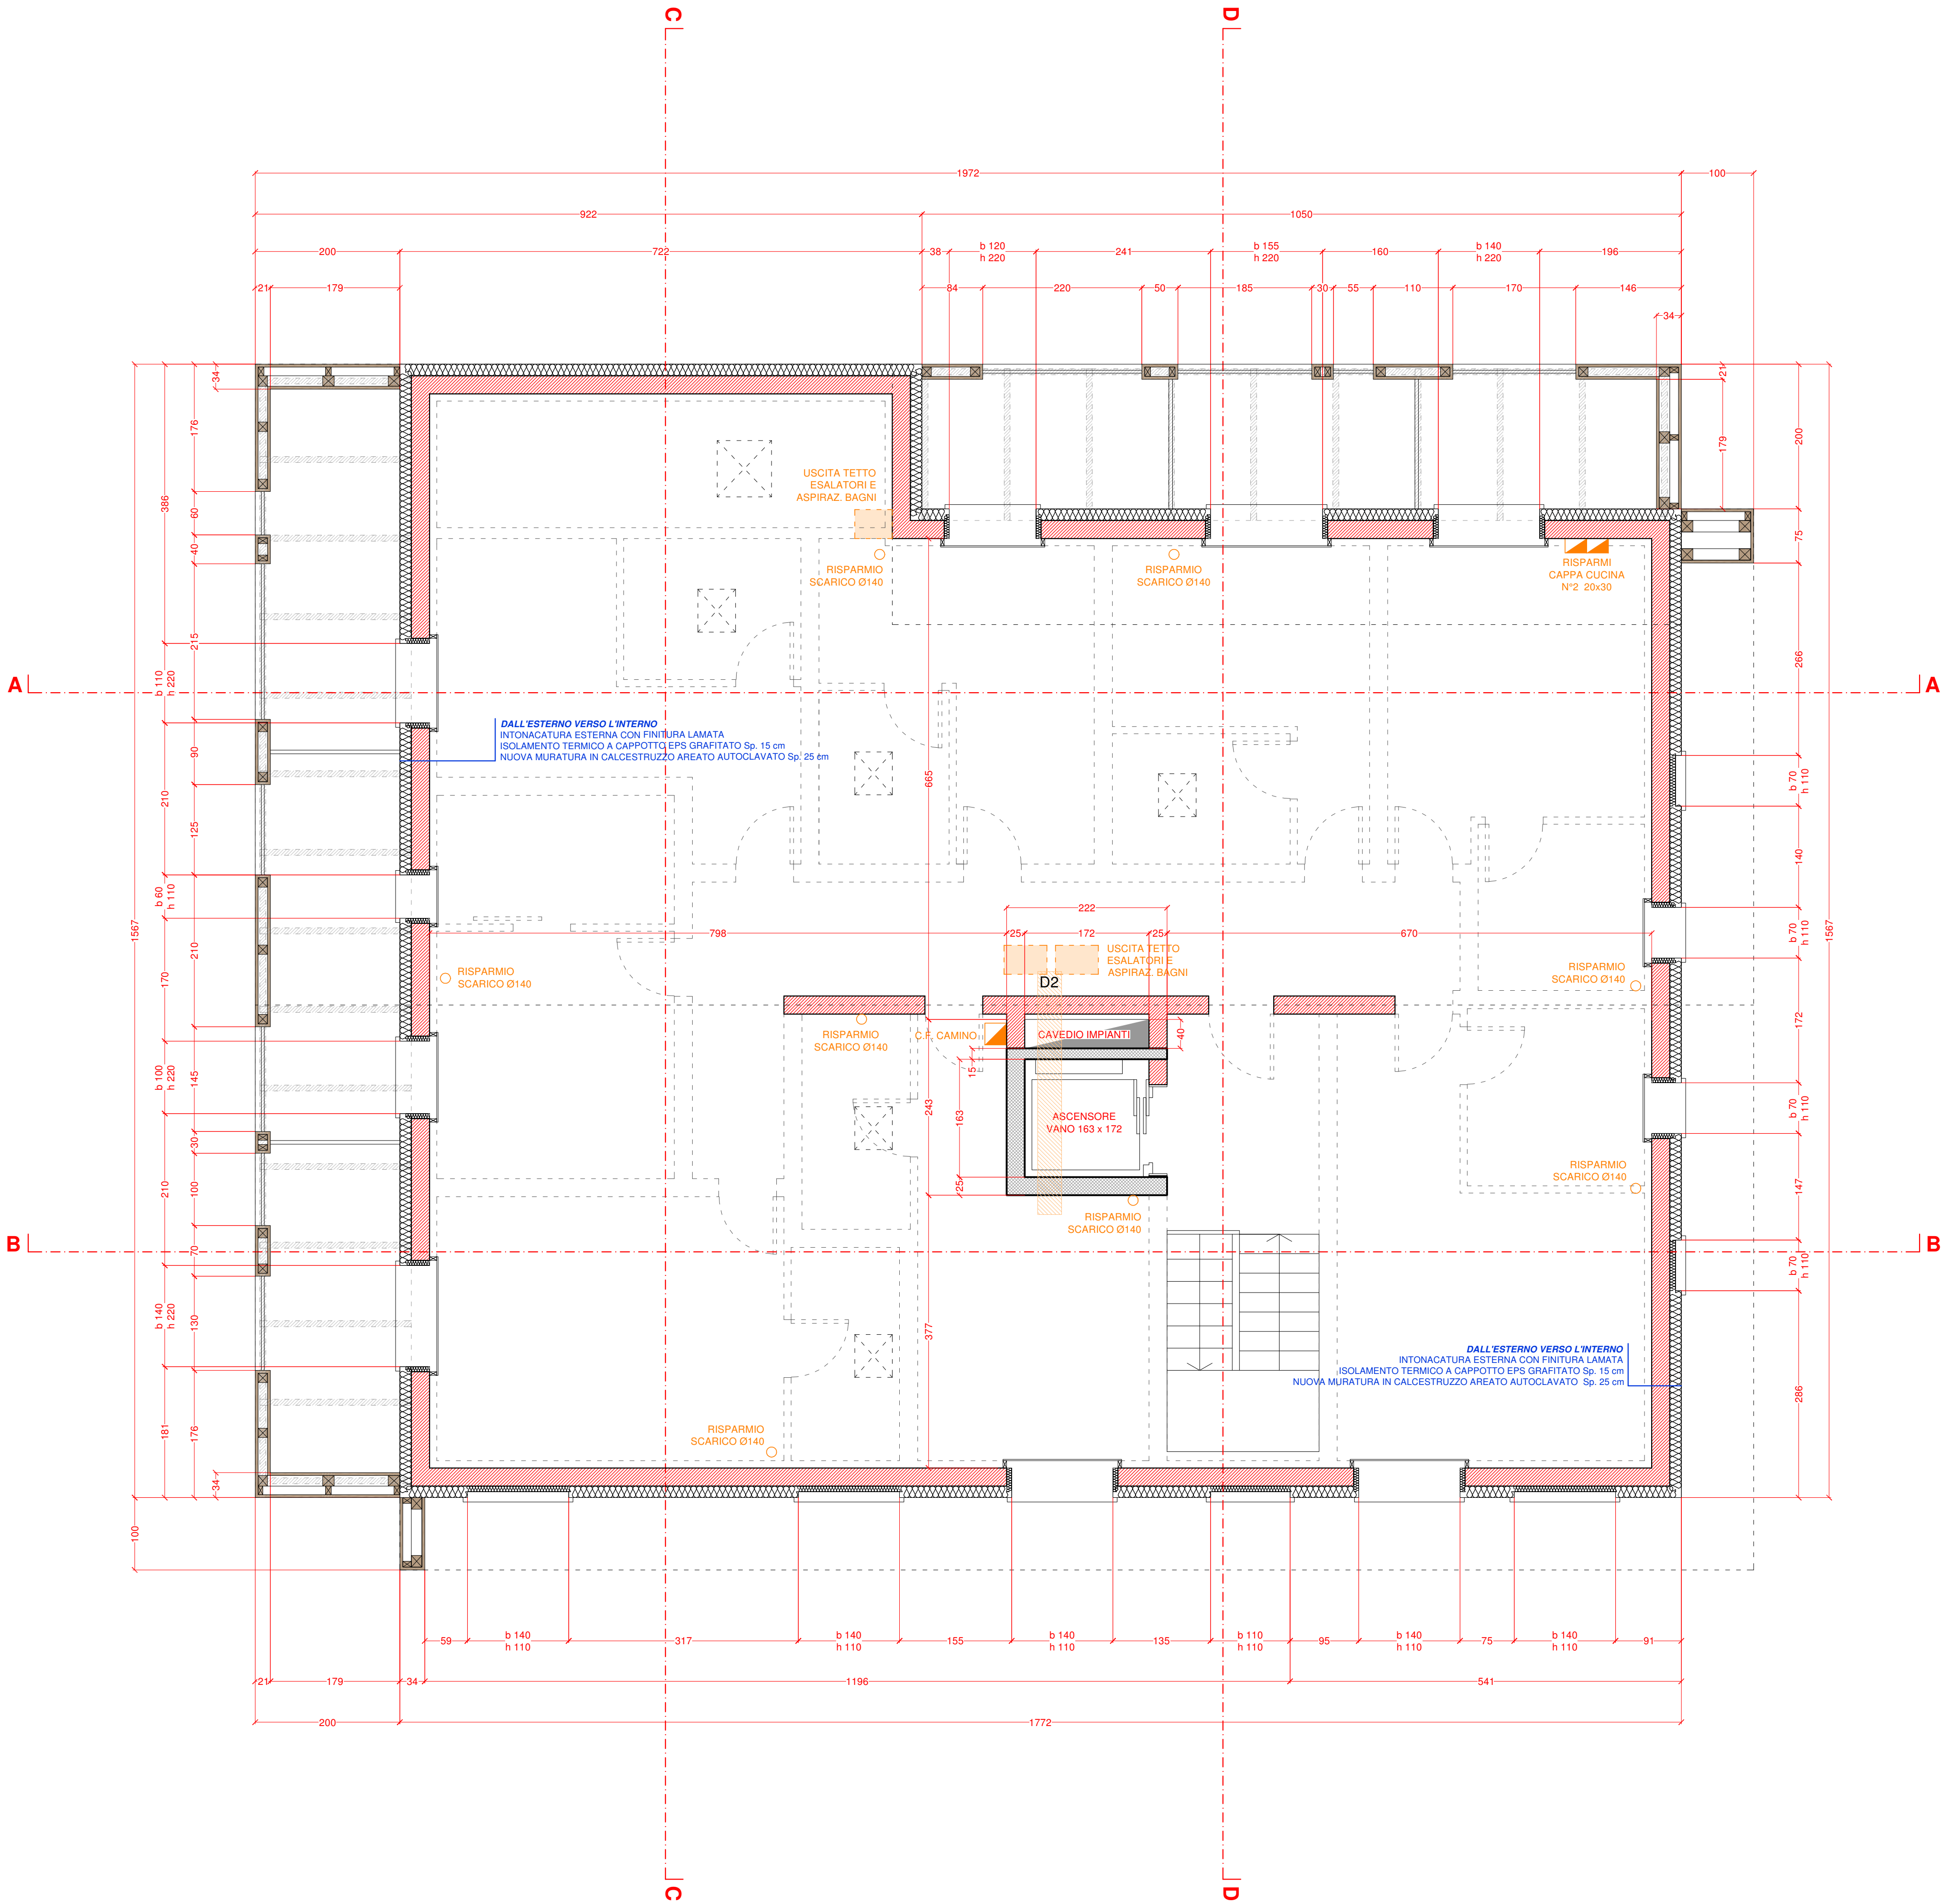 C
D
1972
100
922
1050
200
722
38
b 120
h 220
241
b 155
h 220
160
b 140
h 220
196
21
179
84
220
50
185
30
55
110
170
146
34
34
21
176
386
179
200
USCITA TETTO
ESALATORI E
ASPIRAZ. BAGNI
60
40
75
RISPARMIO
SCARICO Ø140
RISPARMIO
SCARICO Ø140
RISPARMI
CAPPA CUCINA
N°2 20x30
215
266
b 110
h 220
A
A
DALL'ESTERNO VERSO L'INTERNO
INTONACATURA ESTERNA CON FINITURA LAMATA
ISOLAMENTO TERMICO A CAPPOTTO EPS GRAFITATO Sp. 15 cm
NUOVA MURATURA IN CALCESTRUZZO AREATO AUTOCLAVATO Sp. 25 cm
90
665
b 70
h 110
210
125
140
b 60
h 110
222
1567
798
25
172
25
670
1567
b 70
h 110
210
USCITA TETTO
ESALATORI E
ASPIRAZ. BAGNI
D2
170
RISPARMIO
SCARICO Ø140
RISPARMIO
SCARICO Ø140
172
RISPARMIO
SCARICO Ø140
C.F. CAMINO
CAVEDIO IMPIANTI
40
15
b 100
h 220
145
243
163
ASCENSORE
VANO 163 x 172
b 70
h 110
30
210
100
25
RISPARMIO
SCARICO Ø140
147
RISPARMIO
SCARICO Ø140
B
70
B
b 70
h 110
b 140
h 220
130
377
DALL'ESTERNO VERSO L'INTERNO
INTONACATURA ESTERNA CON FINITURA LAMATA
ISOLAMENTO TERMICO A CAPPOTTO EPS GRAFITATO Sp. 15 cm
NUOVA MURATURA IN CALCESTRUZZO AREATO AUTOCLAVATO Sp. 25 cm
286
181
176
RISPARMIO
SCARICO Ø140
34
100
59
b 140
h 110
317
b 140
h 110
155
b 140
h 110
135
b 110
h 110
95
b 140
h 110
75
b 140
h 110
91
21
179
34
1196
541
200
1772
C
D